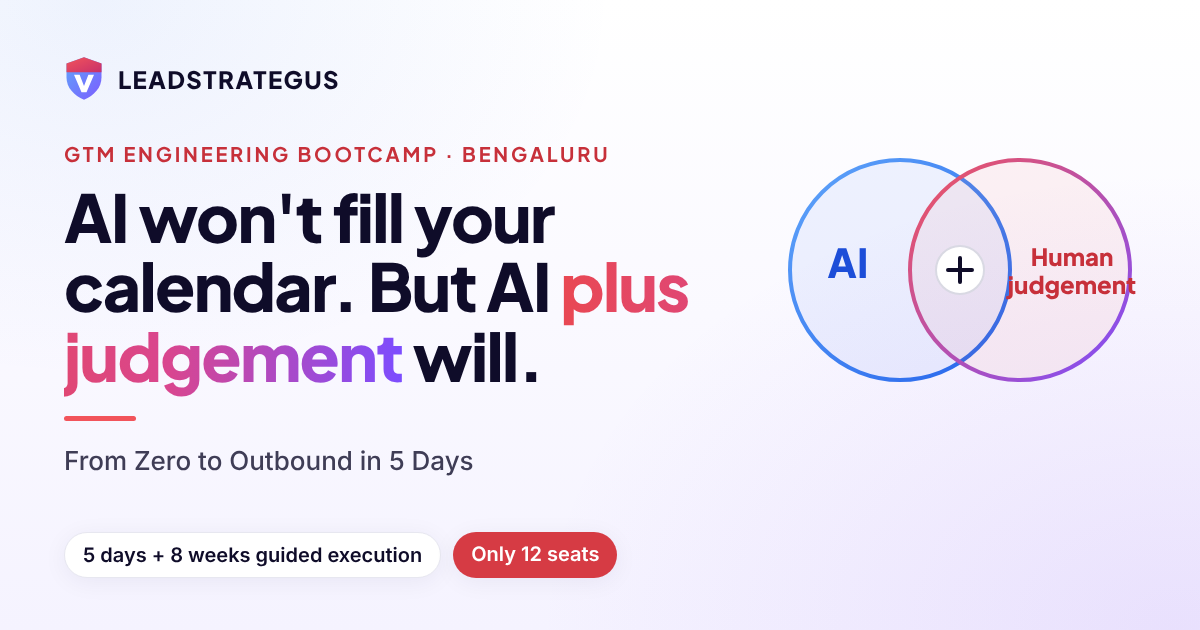 V
LEADSTRATEGUS
GTM ENGINEERING BOOTCAMP · BENGALURU
AI won't fill your
calendar. But AI plus
judgement will.
From Zero to Outbound in 5 Days
5 days + 8 weeks guided execution
Only 12 seats
AI
+
Human
judgement